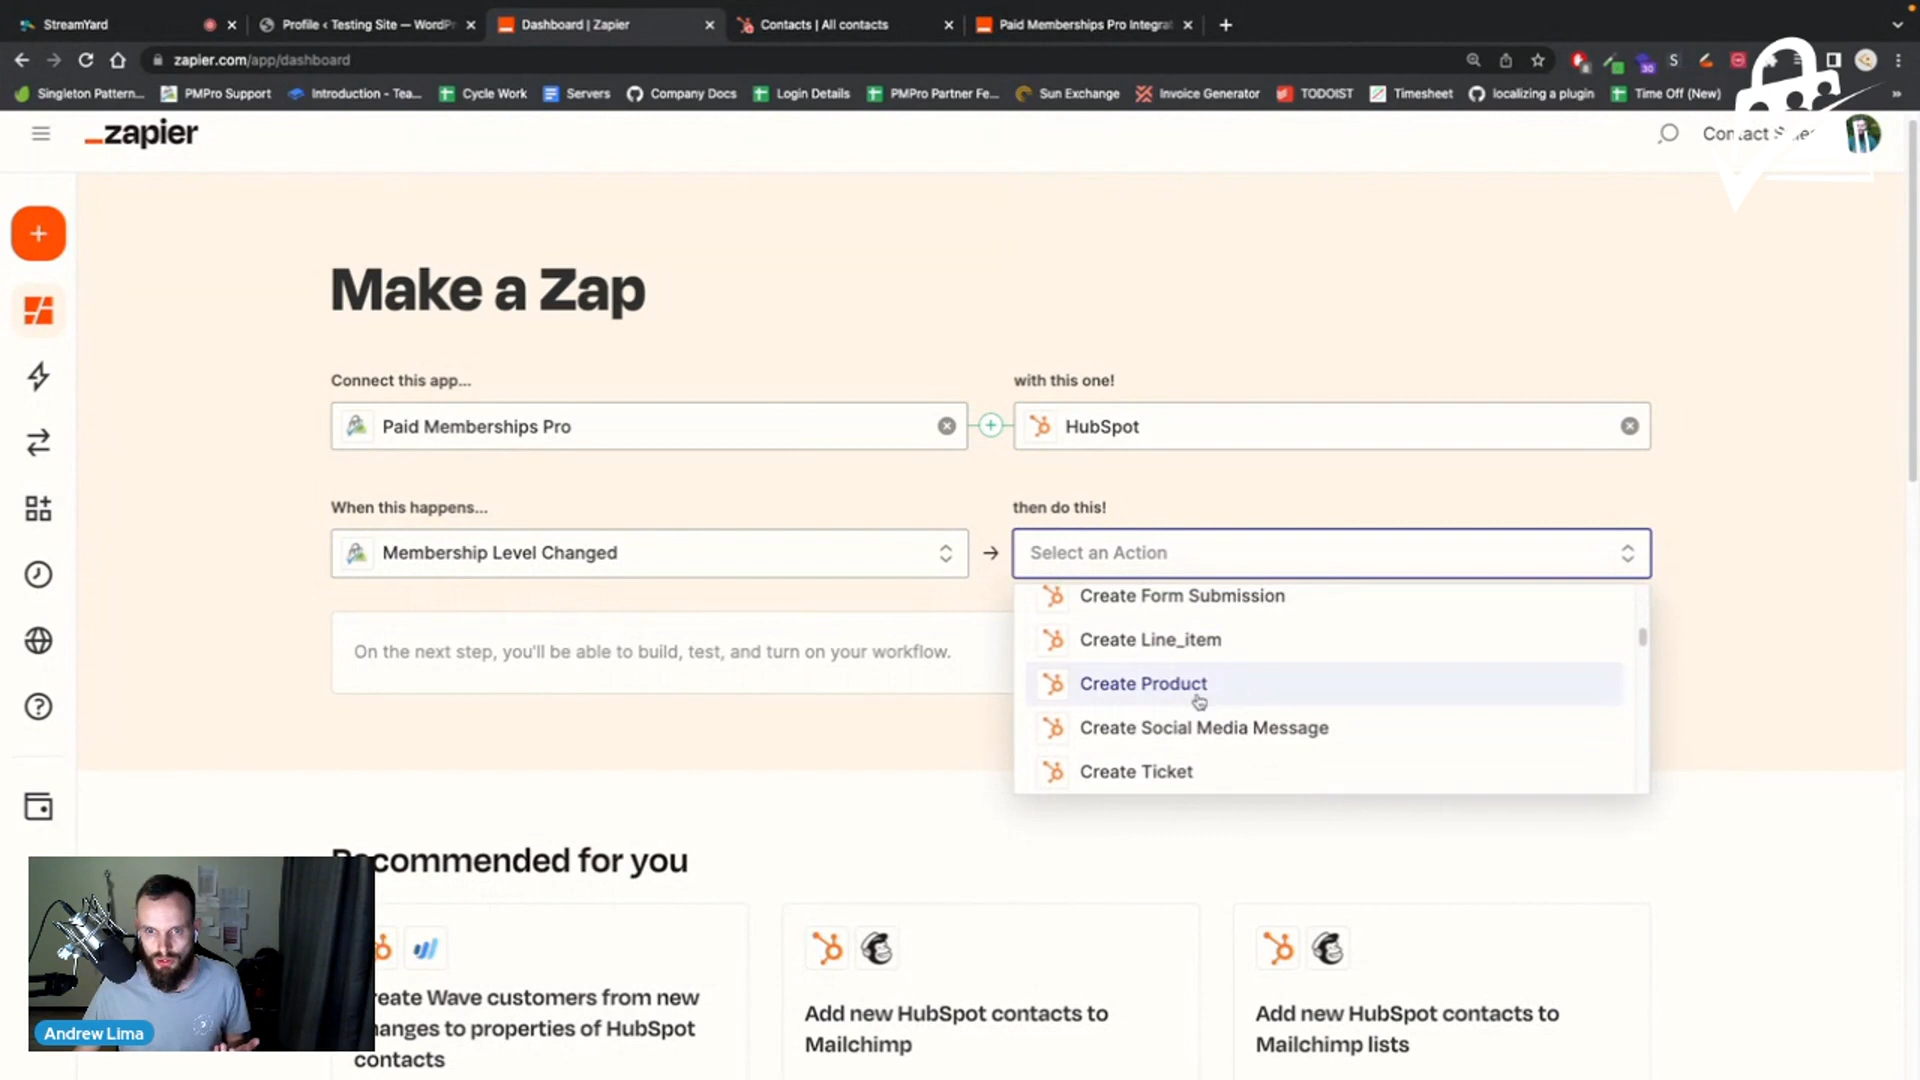 StreamYard
Profile ‹ Testing Site — WordPr
Dashboard | Zapier
Contacts | All contacts
Paid Memberships Pro Integra
zapier.com/app/dashboard
Singleton Pattern...
PMPro Support
Introduction - Tea...
Cycle Work
Servers
Company Docs
Login Details
PMPro Partner Fe...
Sun Exchange
Invoice Generator
TODOIST
Timesheet
localizing a plugin
Time Off (New)
_zapier
Contact
Make a Zap
Connect this app...
with this one!
Paid Memberships Pro
HubSpot
When this happens...
then do this!
Membership Level Changed
Select an Action
Create Form Submission
Create Line_item
Create Product
Create Social Media Message
Create Ticket
On the next step, you'll be able to build, test, and turn on your workflow.
Recommended for you
Create Wave customers from new
changes to properties of HubSpot
contacts
Add new HubSpot contacts to
Mailchimp
Add new HubSpot contacts to
Mailchimp lists
Andrew Lima